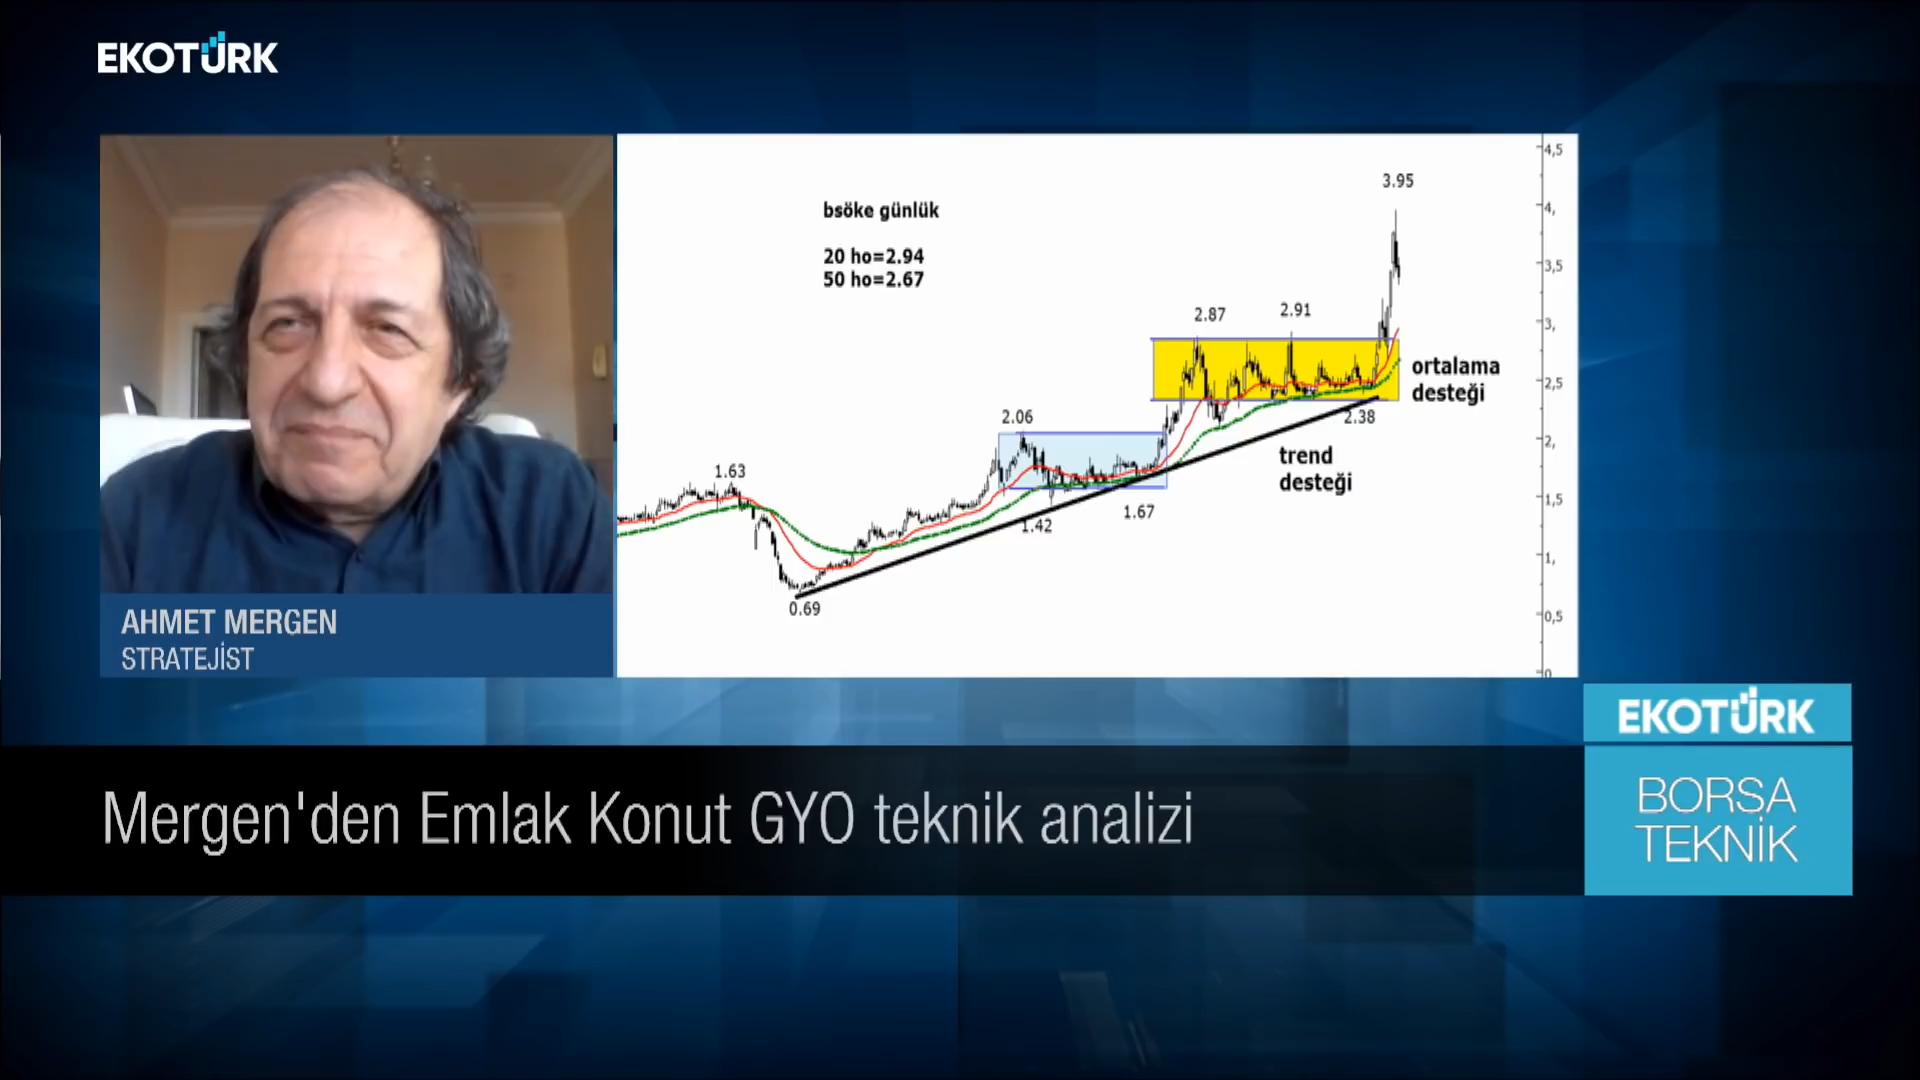 EKOTÜRK
bsöke günlük
20 ho=2.94
50 ho=2.67
3.95
2.87
2.91
ortalama
desteği
2.38
trend
desteği
2.06
1.63
1.42
1.67
0.69
4,5
4,
3,5
3,
2,5
2,
1,5
1,
0,5
0
AHMET MERGEN
STRATEJİST
EKOTÜRK
Mergen'den Emlak Konut GYO teknik analizi
BORSA
TEKNİK